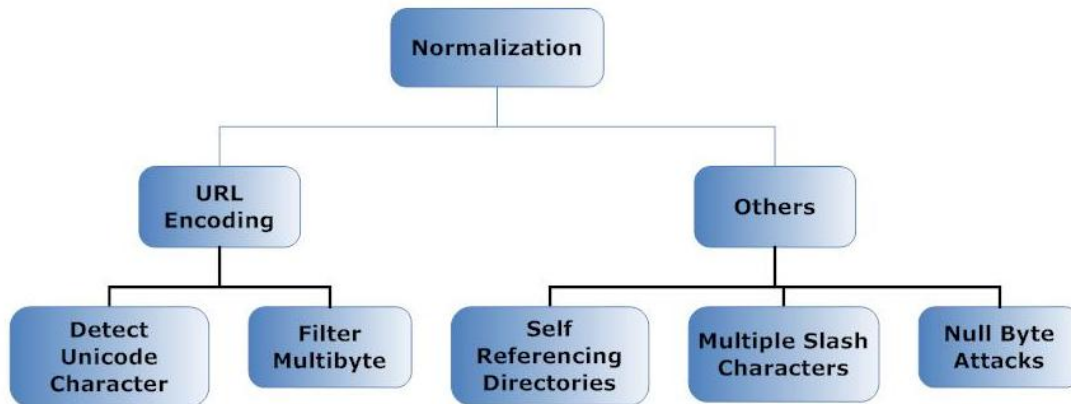 Normalization
URL
Encoding
Others
Detect
Unicode
Character
Filter
Multibyte
Self
Referencing
Directories
Multiple Slash
Characters
Null Byte
Attacks